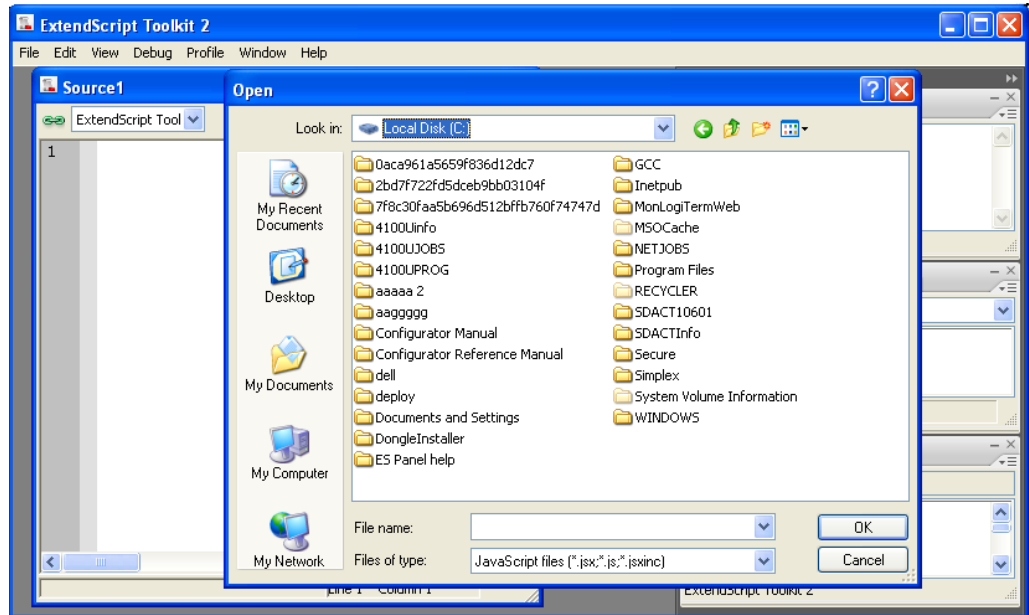 ExtendScript Toolkit 2
File Edit View Debug Profile Window Help
Source1
ExtendScript Tool
1
Open
Look in: Local Disk (C:)
My Recent Documents
Desktop
My Documents
My Computer
My Network
0aca961a5659f836d12dc7
2bd7f722fd5dceb9bb03104f
7f8c30faa5b696d512bffb760f74747d
4100Uinfo
4100UJOBS
4100UPROG
aaaaa 2
aaggggg
Configurator Manual
Configurator Reference Manual
dell
deploy
Documents and Settings
DongleInstaller
ES Panel help
GCC
Inetpub
MonLogiTermWeb
MSOCache
NETJOBS
Program Files
RECYCLER
SDACT10601
SDACTInfo
Secure
Simplex
System Volume Information
WINDOWS
File name:
OK
Files of type: JavaScript files (*.jsx;*.js;*.jsxinc)
Cancel
Line 1 Column 1
ExtendScript Toolkit 2